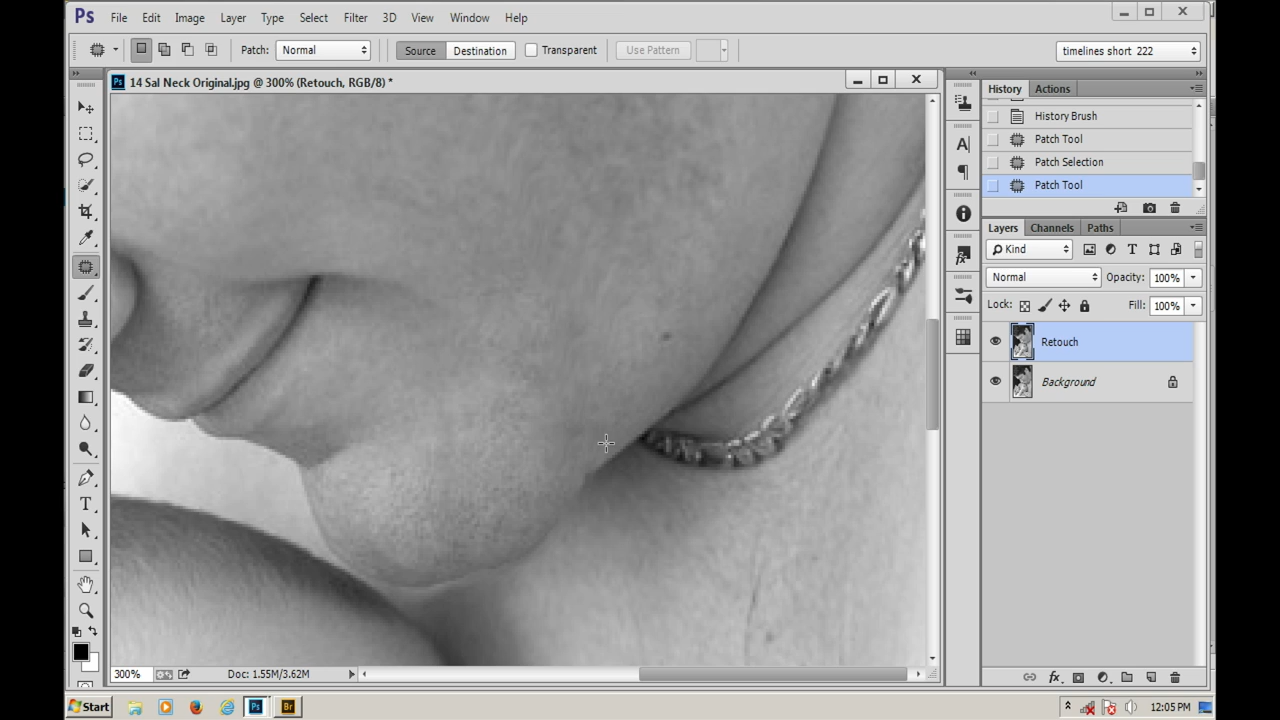 Ps File Edit Image Layer Type Select Filter 3D View Window Help
Patch: Normal Source Destination Transparent Use Pattern timelines short 222
Ps 14 Sal Neck Original.jpg @ 300% (Retouch, RGB/8) *
History Actions
History Brush
Patch Tool
Patch Selection
Patch Tool
Layers Channels Paths
Kind
Normal Opacity: 100%
Lock: Fill: 100%
Retouch
Background
300% Doc: 1.55M/3.62M
Start Ps Br 12:05 PM